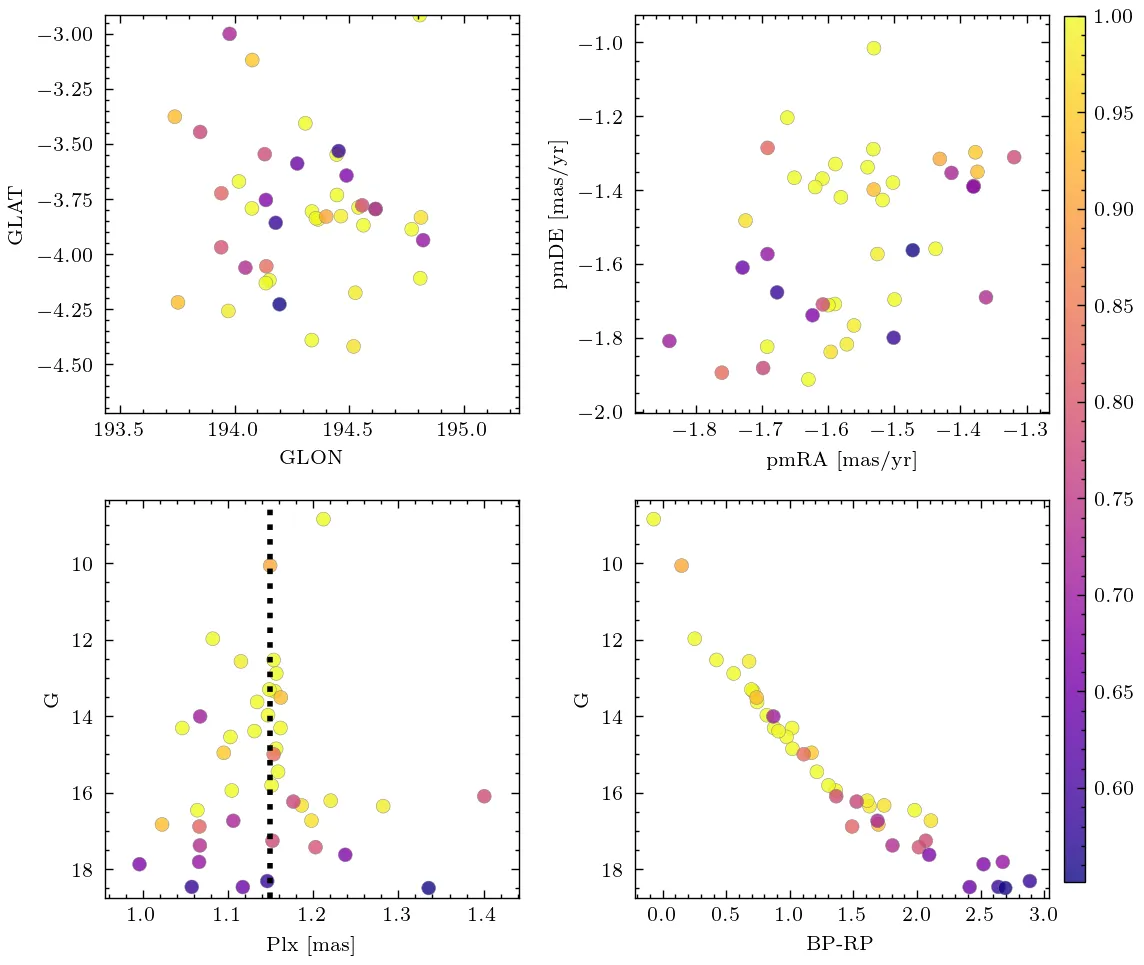 −3.00
−3.25
−3.50
−3.75
−4.00
−4.25
−4.50
GLAT
193.5 194.0 194.5 195.0
GLON
−1.0
−1.2
−1.4
−1.6
−1.8
−2.0
pmDE [mas/yr]
−1.8 −1.7 −1.6 −1.5 −1.4 −1.3
pmRA [mas/yr]
1.00
0.95
0.90
0.85
0.80
0.75
0.70
0.65
0.60
10
12
14
16
18
G
1.0 1.1 1.2 1.3 1.4
Plx [mas]
10
12
14
16
18
G
0.0 0.5 1.0 1.5 2.0 2.5 3.0
BP-RP